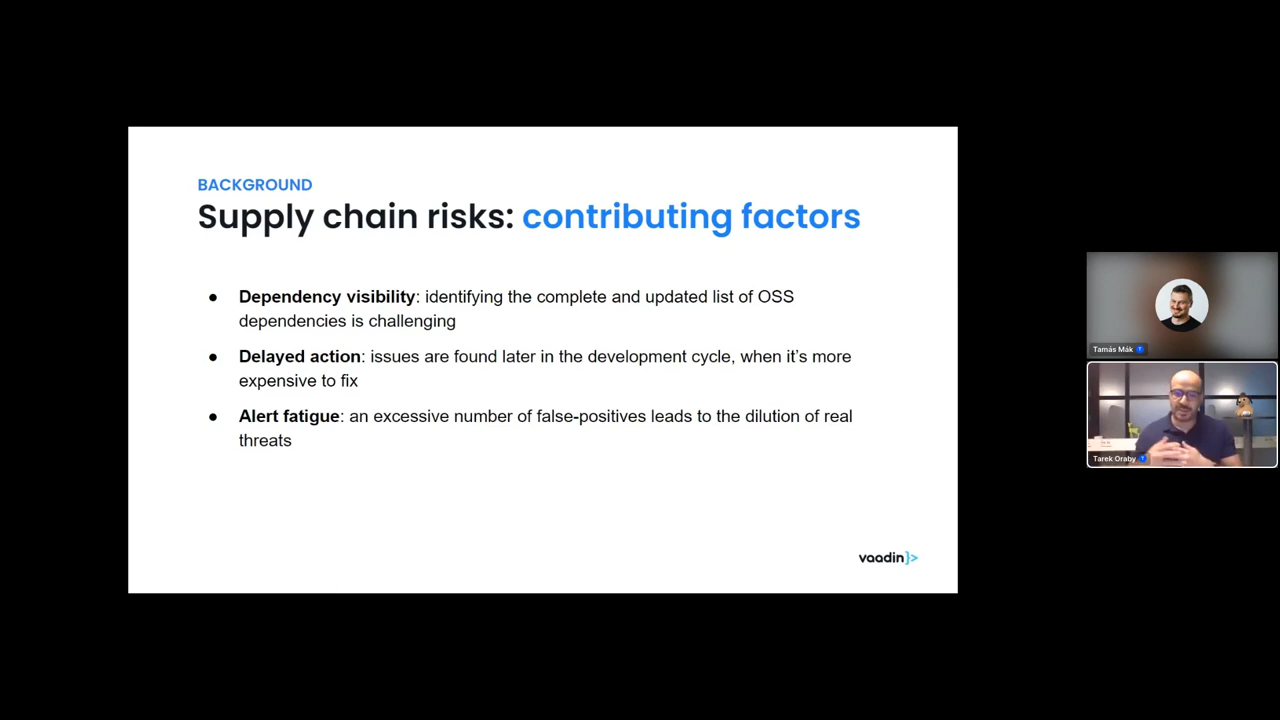 BACKGROUND
Supply chain risks: contributing factors
● Dependency visibility: identifying the complete and updated list of OSS
dependencies is challenging
● Delayed action: issues are found later in the development cycle, when it’s more
expensive to fix
● Alert fatigue: an excessive number of false-positives leads to the dilution of real
threats
vaadin}>
Tamás Mák
Tarek Oraby